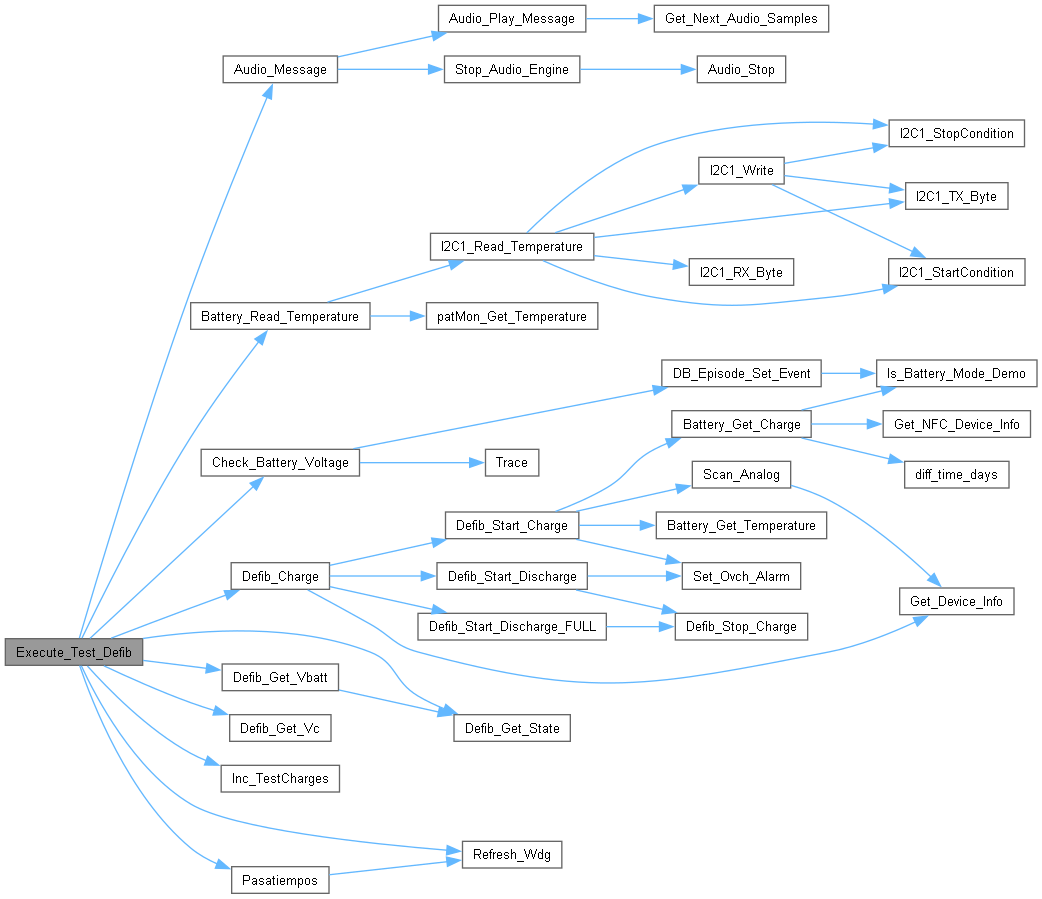 Audio_Play_Message
Get_Next_Audio_Samples
Audio_Message
Stop_Audio_Engine
Audio_Stop
I2C1_StopCondition
I2C1_Write
I2C1_TX_Byte
I2C1_Read_Temperature
I2C1_RX_Byte
I2C1_StartCondition
Battery_Read_Temperature
patMon_Get_Temperature
DB_Episode_Set_Event
Is_Battery_Mode_Demo
Battery_Get_Charge
Get_NFC_Device_Info
Check_Battery_Voltage
Trace
Scan_Analog
diff_time_days
Defib_Start_Charge
Battery_Get_Temperature
Defib_Charge
Defib_Start_Discharge
Set_Ovch_Alarm
Get_Device_Info
Defib_Start_Discharge_FULL
Defib_Stop_Charge
Execute_Test_Defib
Defib_Get_Vbatt
Defib_Get_Vc
Defib_Get_State
Inc_TestCharges
Refresh_Wdg
Pasatiempos